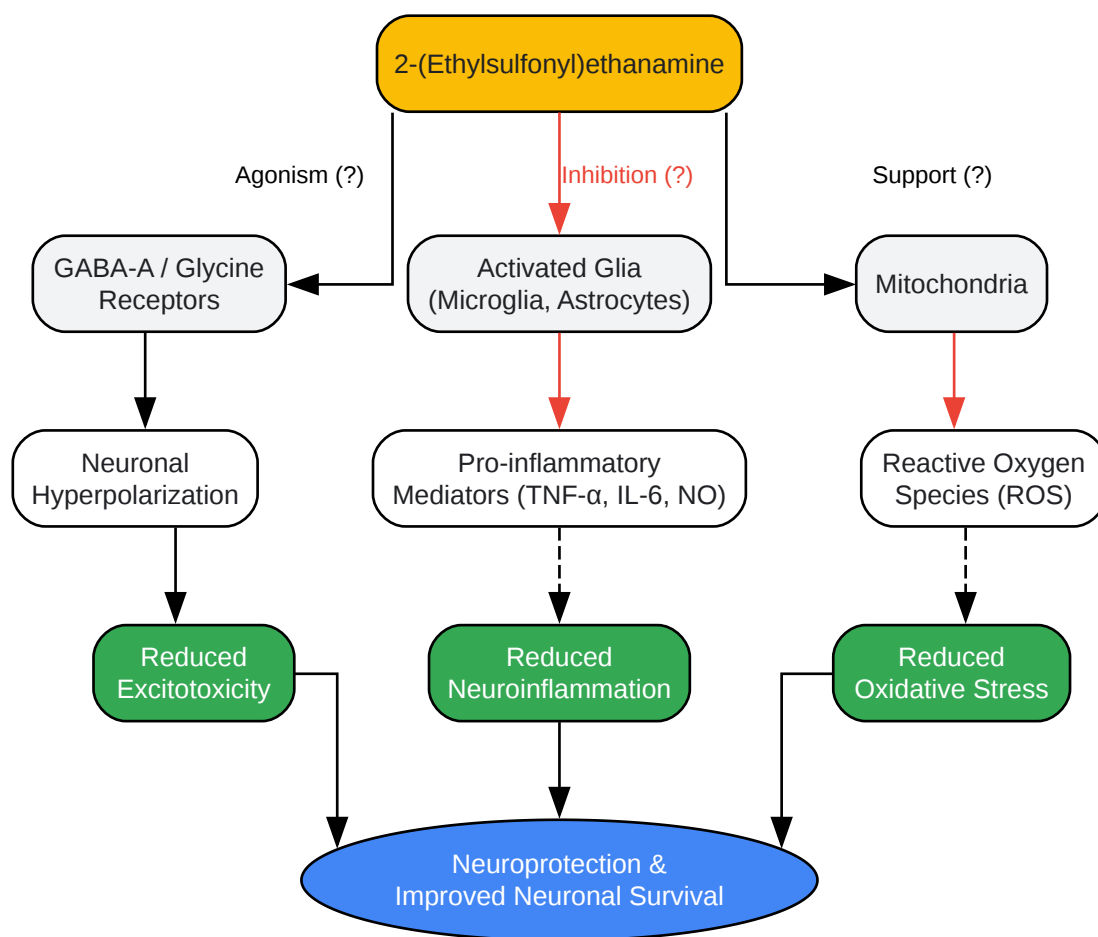 2-(Ethylsulfonyl)ethanamine
Agonism (?)
Inhibition (?)
Support (?)
GABA-A / Glycine
Receptors
Activated Glia
(Microglia, Astrocytes)
Mitochondria
Neuronal
Hyperpolarization
Pro-inflammatory
Mediators (TNF-α, IL-6, NO)
Reactive Oxygen
Species (ROS)
Reduced
Excitotoxicity
Reduced
Neuroinflammation
Reduced
Oxidative Stress
Neuroprotection &
Improved Neuronal Survival